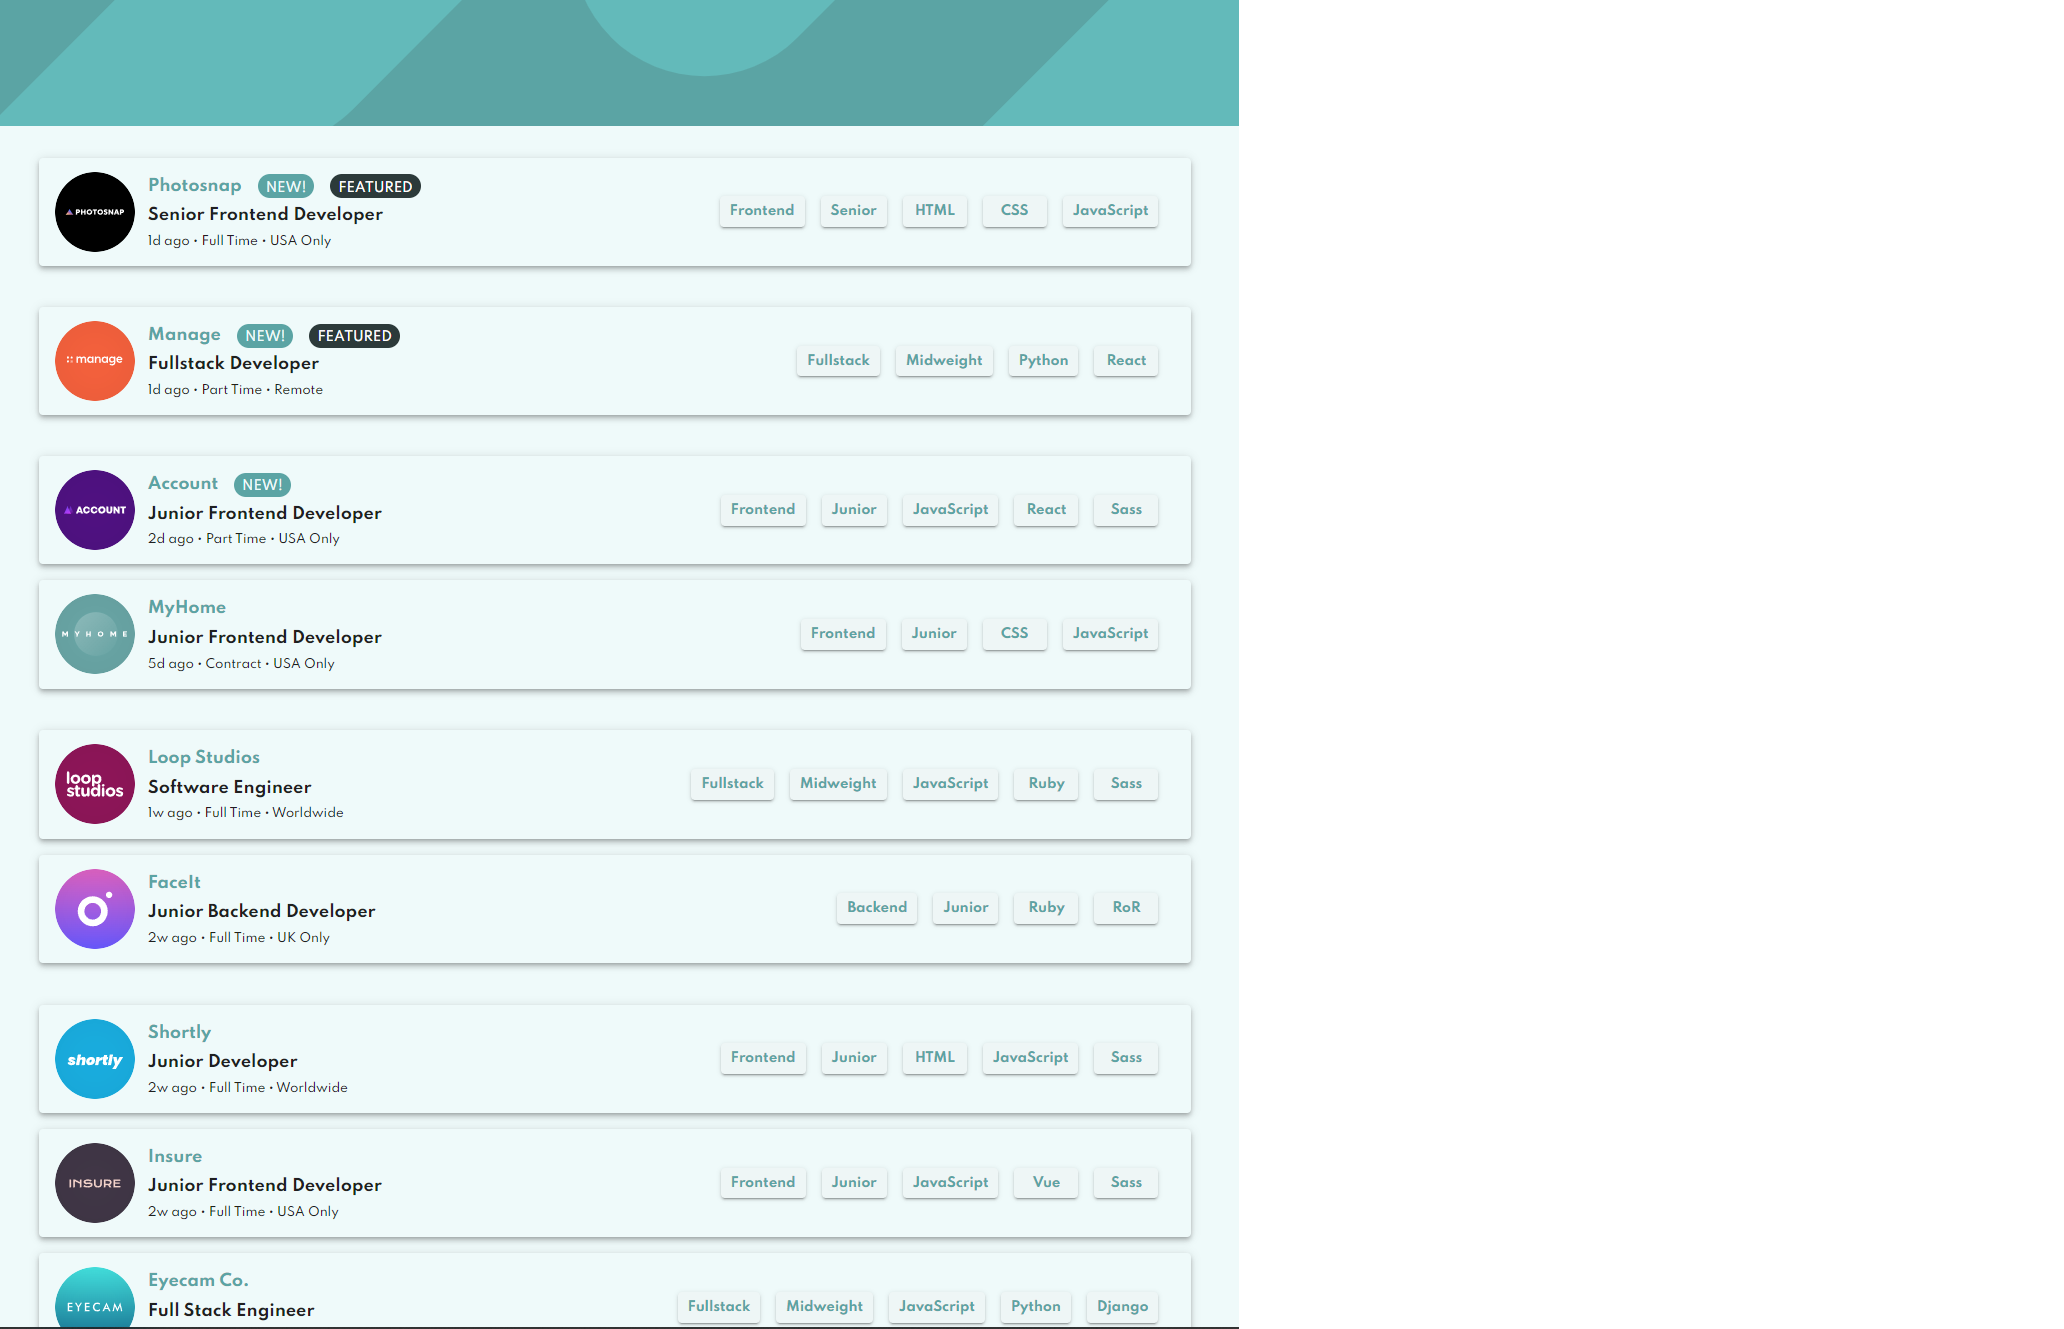 PHOTOSNAP
Photosnap NEW! FEATURED
Senior Frontend Developer
1d ago • Full Time • USA Only
Frontend Senior HTML CSS JavaScript
manage
Manage NEW! FEATURED
Fullstack Developer
1d ago • Part Time • Remote
Fullstack Midweight Python React
ACCOUNT
Account NEW!
Junior Frontend Developer
2d ago • Part Time • USA Only
Frontend Junior JavaScript React Sass
MYHOME
MyHome
Junior Frontend Developer
5d ago • Contract • USA Only
Frontend Junior CSS JavaScript
loop
studios
Loop Studios
Software Engineer
1w ago • Full Time • Worldwide
Fullstack Midweight JavaScript Ruby Sass
FaceIt
Junior Backend Developer
2w ago • Full Time • UK Only
Backend Junior Ruby RoR
shortly
Shortly
Junior Developer
2w ago • Full Time • Worldwide
Frontend Junior HTML JavaScript Sass
INSURE
Insure
Junior Frontend Developer
2w ago • Full Time • USA Only
Frontend Junior JavaScript Vue Sass
EYECAM
Eyecam Co.
Full Stack Engineer
Fullstack Midweight JavaScript Python Django